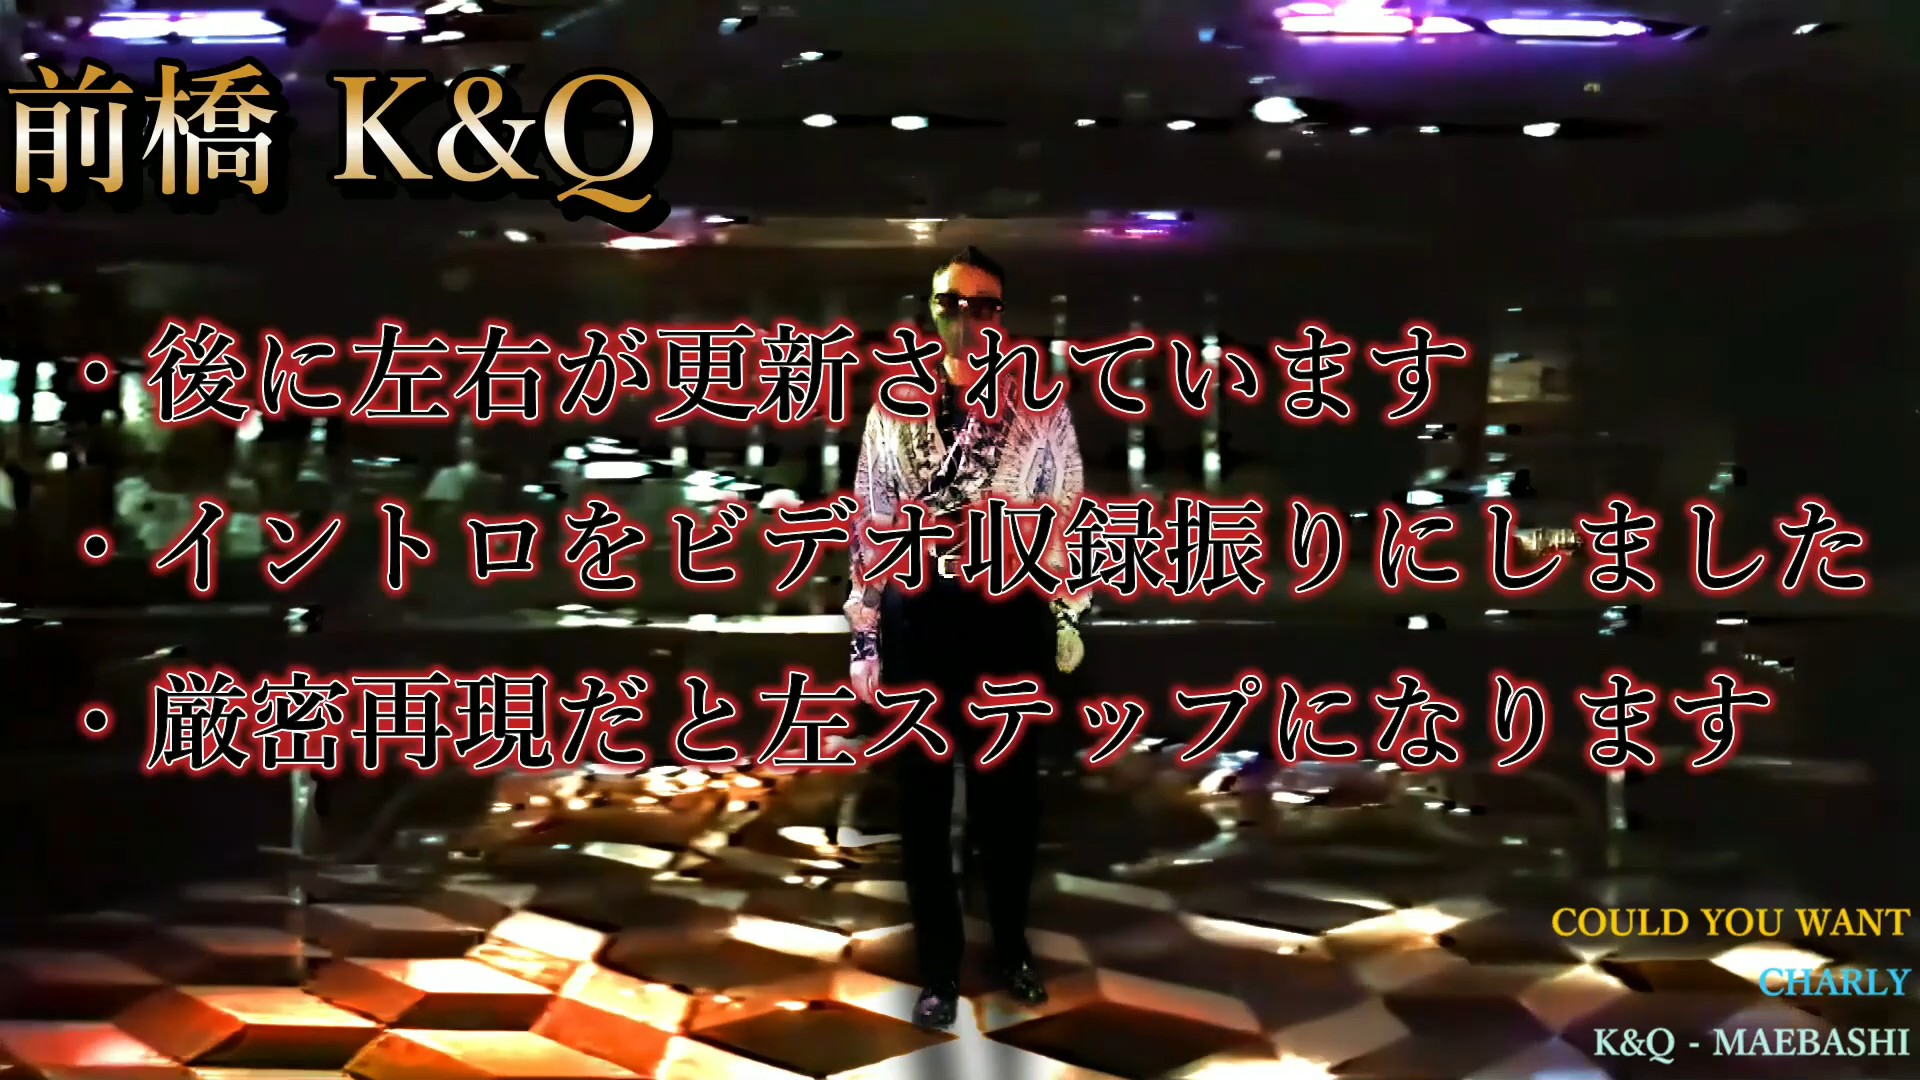 前橋 K&Q
・後に左右が更新されています
・イントロをビデオ収録振りにしました
・厳密再現だと左ステップになります
COULD YOU WANT
CHARLY
K&Q - MAEBASHI